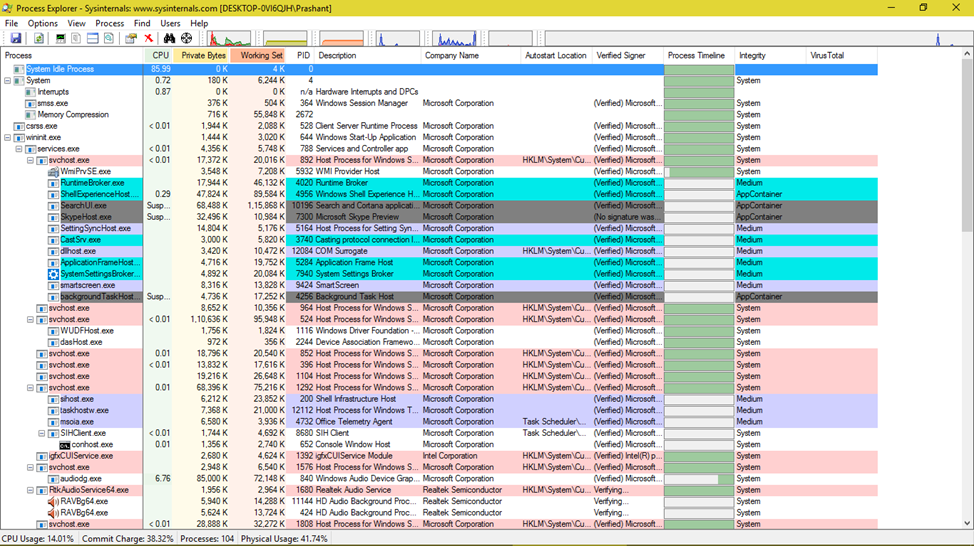 Process Explorer - Sysinternals: www.sysinternals.com [DESKTOP-0VI6QJH\Prashant]
File Options View Process Find Users Help
Process CPU Private Bytes Working Set PID Description Company Name Autostart Location Verified Signer Process Timeline Integrity VirusTotal
System Idle Process 85.99 0 K 4 K 0
System 0.72 180 K 6,244 K 4 System
Interrupts 0.87 0 K 0 K n/a Hardware Interrupts and DPCs
smss.exe 376 K 504 K 364 Windows Session Manager Microsoft Corporation (Verified) Microsoft... System
Memory Compression 716 K 55,848 K 2672 System
csrss.exe < 0.01 1,944 K 2,088 K 528 Client Server Runtime Process Microsoft Corporation (Verified) Microsoft... System
wininit.exe 1,444 K 3,020 K 644 Windows Start-Up Application Microsoft Corporation (Verified) Microsoft... System
services.exe < 0.01 4,356 K 5,748 K 788 Services and Controller app Microsoft Corporation (Verified) Microsoft... System
svchost.exe < 0.01 17,372 K 20,016 K 892 Host Process for Windows S... Microsoft Corporation HKLM\System\Cu... (Verified) Microsoft... System
WmiPrvSE.exe 3,548 K 7,208 K 5932 WMI Provider Host Microsoft Corporation (Verified) Microsoft... System
RuntimeBroker.exe 17,944 K 46,132 K 4020 Runtime Broker Microsoft Corporation (Verified) Microsoft... Medium
ShellExperienceHost.... 0.29 47,824 K 89,584 K 4956 Windows Shell Experience H... Microsoft Corporation (Verified) Microsoft... AppContainer
SearchUI.exe Susp... 68,488 K 1,15,868 K 10196 Search and Cortana applicati... Microsoft Corporation (Verified) Microsoft... AppContainer
SkypeHost.exe Susp... 32,496 K 10,984 K 7300 Microsoft Skype Preview Microsoft Corporation (No signature was... AppContainer
SettingSyncHost.exe 14,804 K 5,176 K 5164 Host Process for Setting Syn... Microsoft Corporation (Verified) Microsoft... Medium
CastSrv.exe 3,000 K 5,820 K 3740 Casting protocol connection l... Microsoft Corporation (Verified) Microsoft... Medium
dllhost.exe 3,420 K 10,472 K 12084 COM Surrogate Microsoft Corporation HKLM\System\Cu... (Verified) Microsoft... Medium
ApplicationFrameHost... 4,716 K 19,752 K 5284 Application Frame Host Microsoft Corporation (Verified) Microsoft... Medium
SystemSettingsBroker... 4,892 K 20,084 K 7940 System Settings Broker Microsoft Corporation (Verified) Microsoft... Medium
smartscreen.exe 8,316 K 13,828 K 9424 SmartScreen Microsoft Corporation (Verified) Microsoft... Medium
backgroundTaskHost... Susp... 4,736 K 17,252 K 4256 Background Task Host Microsoft Corporation (Verified) Microsoft... AppContainer
svchost.exe 8,652 K 10,356 K 964 Host Process for Windows S... Microsoft Corporation HKLM\System\Cu... (Verified) Microsoft... System
svchost.exe < 0.01 1,10,636 K 95,948 K 524 Host Process for Windows S... Microsoft Corporation HKLM\System\Cu... (Verified) Microsoft... System
WUDFHost.exe 1,756 K 1,824 K 1116 Windows Driver Foundation -... Microsoft Corporation (Verified) Microsoft... System
dasHost.exe 972 K 356 K 2244 Device Association Framewo... Microsoft Corporation (Verified) Microsoft... System
svchost.exe 0.01 18,796 K 20,540 K 852 Host Process for Windows S... Microsoft Corporation HKLM\System\Cu... (Verified) Microsoft... System
svchost.exe < 0.01 13,832 K 17,616 K 396 Host Process for Windows S... Microsoft Corporation HKLM\System\Cu... (Verified) Microsoft... System
svchost.exe 19,216 K 26,648 K 1104 Host Process for Windows S... Microsoft Corporation HKLM\System\Cu... (Verified) Microsoft... System
svchost.exe 0.01 68,396 K 75,216 K 1292 Host Process for Windows S... Microsoft Corporation HKLM\System\Cu... (Verified) Microsoft... System
sihost.exe 6,212 K 23,852 K 200 Shell Infrastructure Host Microsoft Corporation (Verified) Microsoft... Medium
taskhostw.exe 7,368 K 21,000 K 12112 Host Process for Windows T... Microsoft Corporation (Verified) Microsoft... Medium
msoia.exe 6,580 K 3,936 K 4732 Office Telemetry Agent Microsoft Corporation Task Scheduler\... (Verified) Microsoft... Medium
SIHClient.exe < 0.01 1,744 K 4,692 K 8680 SIH Client Microsoft Corporation Task Scheduler\... (Verified) Microsoft... System
conhost.exe 0.01 1,356 K 2,740 K 652 Console Window Host Microsoft Corporation (Verified) Microsoft... System
igfxCUIService.exe 2,680 K 4,624 K 1392 igfxCUIService Module Intel Corporation HKLM\System\Cu... (Verified) Intel(R) p... System
svchost.exe 2,948 K 6,540 K 1576 Host Process for Windows S... Microsoft Corporation HKLM\System\Cu... (Verified) Microsoft... System
audiodg.exe 6.76 85,000 K 72,148 K 840 Windows Audio Device Grap... Microsoft Corporation (Verified) Microsoft... System
RtkAudioService64.exe 1,956 K 2,964 K 1680 Realtek Audio Service Realtek Semiconductor HKLM\System\Cu... Verifying... System
RAVBg64.exe 5,940 K 14,288 K 11144 HD Audio Background Proc... Realtek Semiconductor Verifying... System
RAVBg64.exe 5,624 K 13,724 K 424 HD Audio Background Proc... Realtek Semiconductor Verifying... System
svchost.exe < 0.01 28,888 K 32,272 K 1808 Host Process for Windows S... Microsoft Corporation HKLM\System\Cu... (Verified) Microsoft... System
CPU Usage: 14.01% Commit Charge: 38.32% Processes: 104 Physical Usage: 41.74%